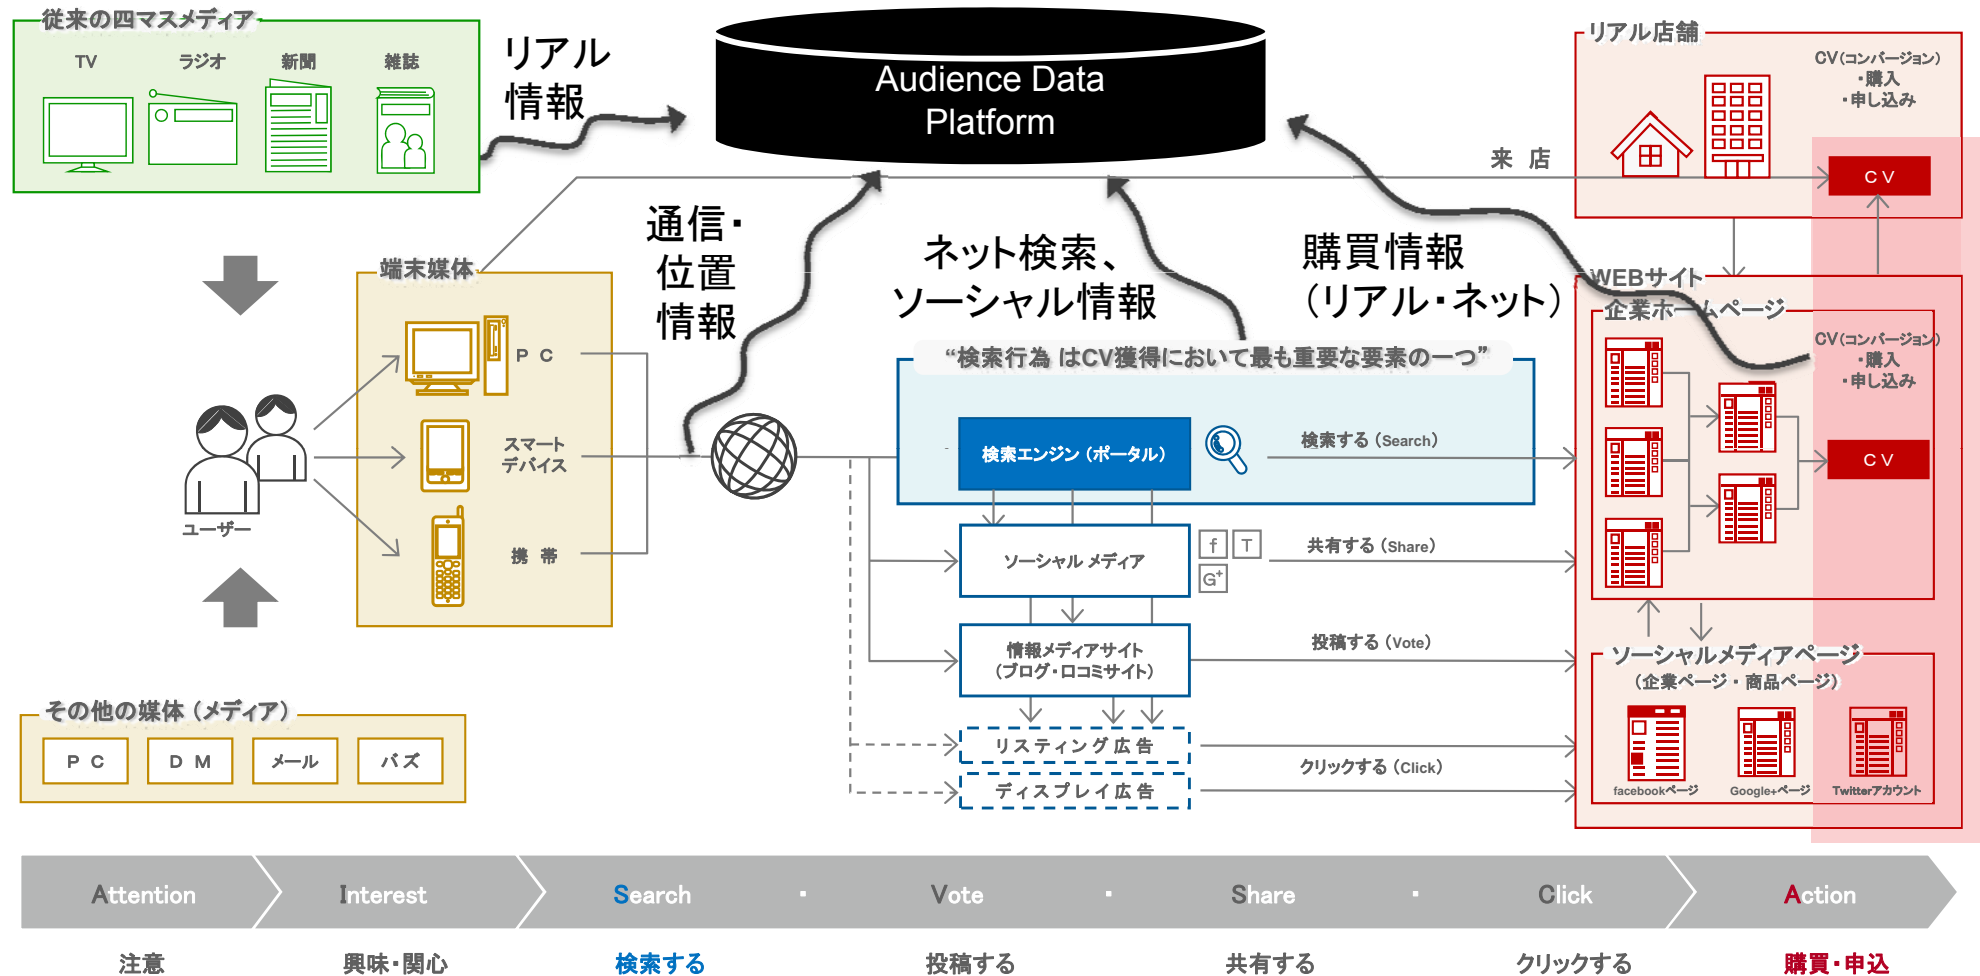 従来の四マスメディア
TV
ラジオ
新聞
雑誌
リアル
情報
Audience Data
Platform
リアル店舗
CV(コンバージョン)
・購入
・申し込み
来 店
CV
通信・
位置
情報
ネット検索、
ソーシャル情報
購買情報
（リアル・ネット）
端末媒体
PC
スマート
デバイス
携 帯
ユーザー
“検索行為 はCV獲得において最も重要な要素の一つ”
検索エンジン（ポータル）
検索する（Search）
ソーシャル メディア
f
T
G+
共有する（Share）
情報メディアサイト
（ブログ・口コミサイト）
投稿する（Vote）
リスティング広告
クリックする（Click）
ディスプレイ広告
WEBサイト
企業ホームページ
CV(コンバージョン)
・購入
・申し込み
CV
ソーシャルメディアページ
（企業ページ・商品ページ）
facebookページ
Google+ページ
Twitterアカウント
その他の媒体（メディア）
PC
DM
メール
バズ
Attention
Interest
Search
・
Vote
・
Share
・
Click
Action
注意
興味・関心
検索する
投稿する
共有する
クリックする
購買・申込